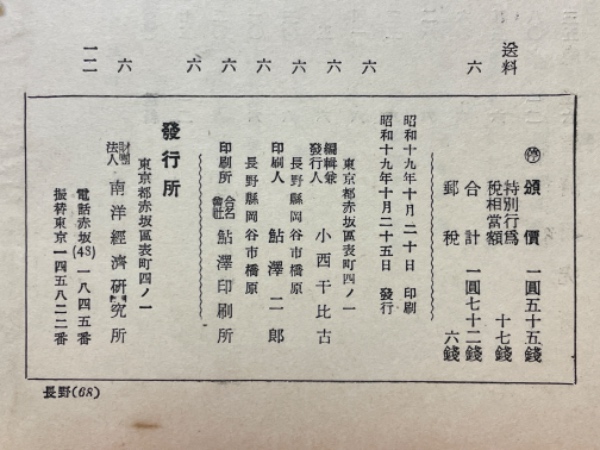 送料
六
六
六
六
六
六
六
六
一二
㊕ 頒價 一圓五十五錢
特別行爲税相當額 十七錢
合計 一圓七十二錢
郵税 六錢
昭和十九年十月二十日 印刷
昭和十九年十月二十五日 發行
東京都赤坂區表町四ノ一
編輯兼發行人 小西干比古
長野縣岡谷市橋原
印刷人 鮎澤二郎
長野縣岡谷市橋原
印刷所 合名會社 鮎澤印刷所
發行所
東京都赤坂區表町四ノ一
財團法人 南洋經濟研究所
電話赤坂(48)一八四五番
振替東京一四五八二二番
長野(68)